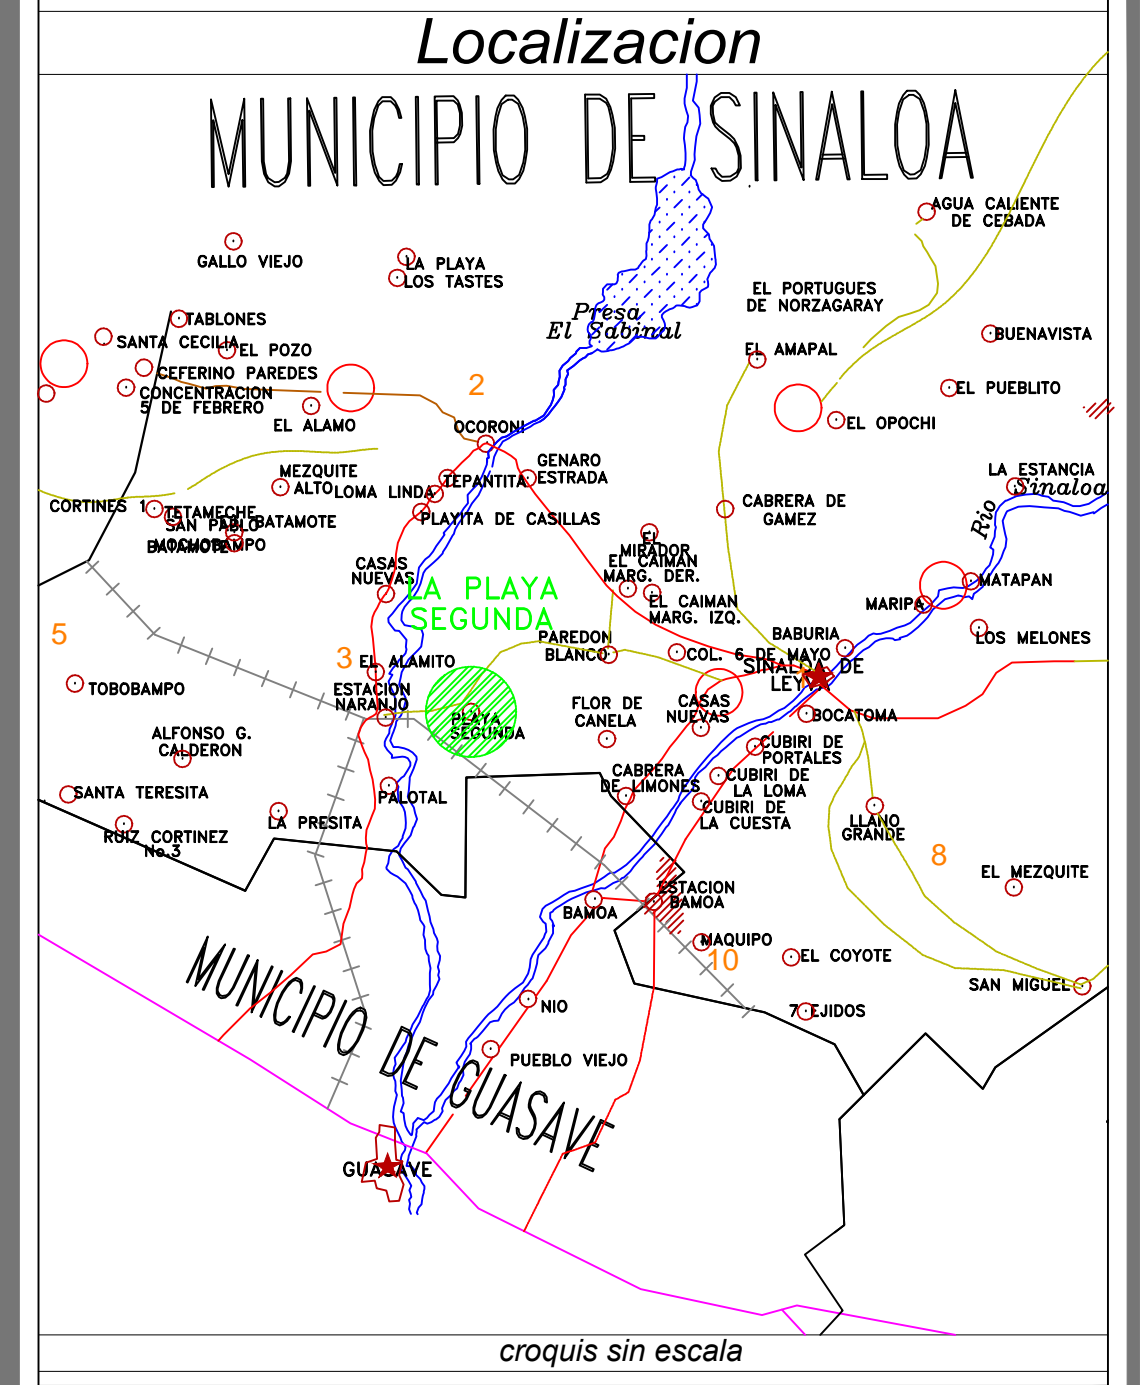 Localizacion
MUNICIPIO DE SINALOA
AGUA CALIENTE
DE CEBADA
GALLO VIEJO
LA PLAYA
LOS TASTES
EL PORTUGUES
DE NORZAGARAY
Presa
El Sabinal
TABLONES
SANTA CECILIA
EL POZO
BUENAVISTA
EL AMAPAL
CEFERINO PAREDES
CONCENTRACION
5 DE FEBRERO
2
EL PUEBLITO
EL ALAMO
OCORONI
EL OPOCHI
MEZQUITE
ALTO
LOMA LINDA
TEPANTITA
GENARO
ESTRADA
LA ESTANCIA
Sinaloa
Rio
CORTINES 1
TETAMECHE
SAN PABLO
BATAMOTE
MOCHOBAMPO
BATAMOTE
PLAYITA DE CASILLAS
CABRERA DE
GAMEZ
EL
MIRADOR
EL CAIMAN
MARG. DER.
CASAS
NUEVAS
LA PLAYA
SEGUNDA
EL CAIMAN
MARG. IZQ.
MATAPAN
MARIPA
5
PAREDON
BLANCO
BABURIA
LOS MELONES
3
EL ALAMITO
COL. 6 DE MAYO
SINALOA DE
LEYVA
TOBOBAMPO
ESTACION
NARANJO
FLOR DE
CANELA
CASAS
NUEVAS
BOCATOMA
PLAYA
SEGUNDA
ALFONSO G.
CALDERON
CUBIRI DE
PORTALES
CABRERA
DE LIMONES
CUBIRI DE
LA LOMA
SANTA TERESITA
PALOTAL
CUBIRI DE
LA CUESTA
LA PRESITA
RUIZ CORTINEZ
No.3
LLANO
GRANDE
8
EL MEZQUITE
ESTACION
BAMOA
BAMOA
MAQUIPO
10
EL COYOTE
SAN MIGUEL
NIO
7 EJIDOS
MUNICIPIO DE GUASAVE
PUEBLO VIEJO
GUASAVE
croquis sin escala